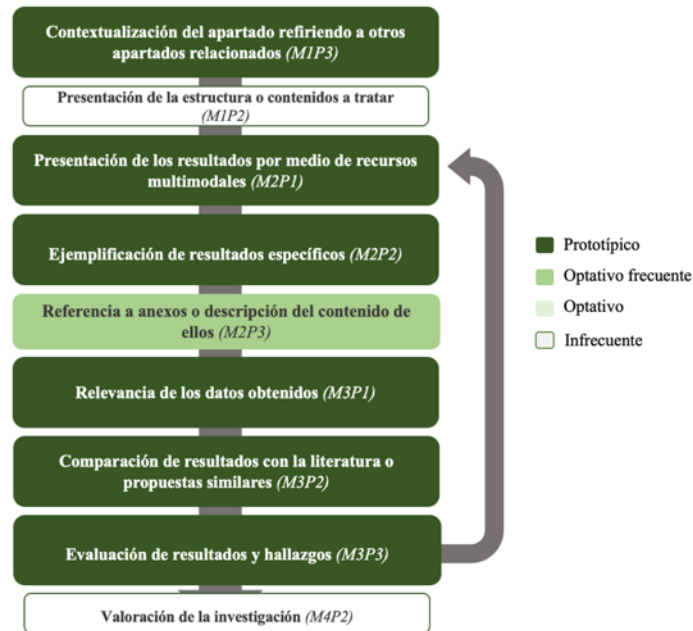 Contextualización del apartado refiriendo a otros
apartados relacionados (M1P3)
Presentación de la estructura o contenidos a tratar
(M1P2)
Presentación de los resultados por medio de recursos
multimodales (M2P1)
Ejemplificación de resultados específicos (M2P2)
Referencia a anexos o descripción del contenido de
ellos (M2P3)
Relevancia de los datos obtenidos (M3P1)
Comparación de resultados con la literatura o
propuestas similares (M3P2)
Evaluación de resultados y hallazgos (M3P3)
Valoración de la investigación (M4P2)
Prototípico
Optativo frecuente
Optativo
Infrecuente